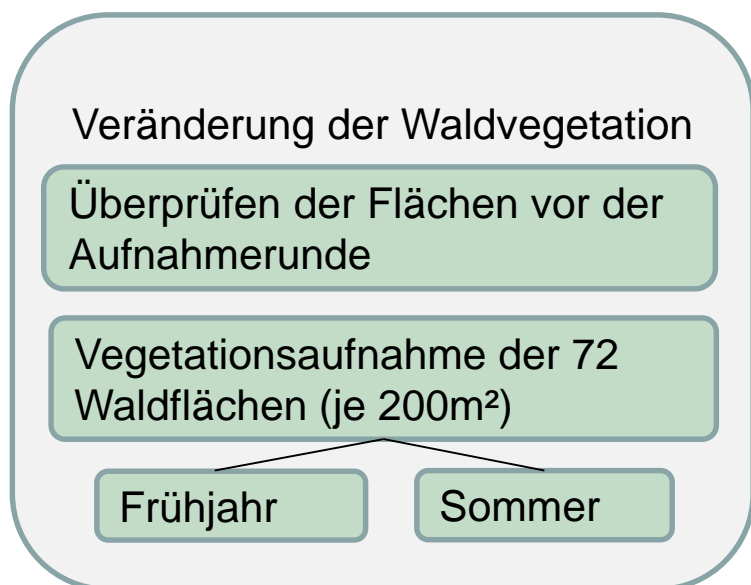 Veränderung der Waldvegetation
Überprüfen der Flächen vor der
Aufnahmerunde
Vegetationsaufnahme der 72
Waldflächen (je 200m²)
Frühjahr
Sommer